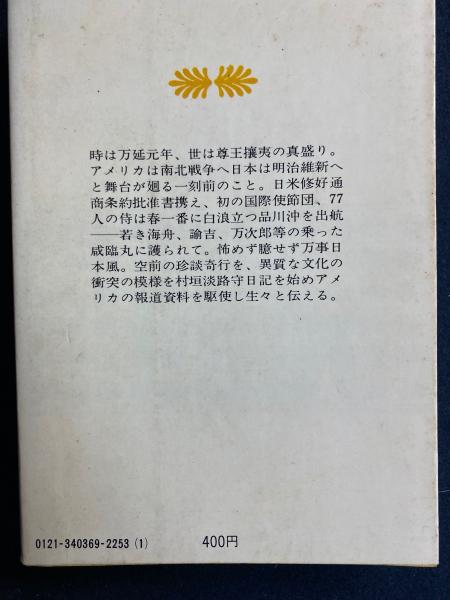 時は万延元年、世は尊王攘夷の真盛り。
アメリカは南北戦争へ日本は明治維新へ
と舞台が廻る一刻前のこと。日米修好通
商条約批准書携え、初の国際使節団、77
人の侍は春一番に白浪立つ品川沖を出航
――若き海舟、諭吉、万次郎等の乗った
咸臨丸に護られて。怖めず臆せず万事日
本風。空前の珍談奇行を、異質な文化の
衝突の模様を村垣淡路守日記を始めアメ
リカの報道資料を駆使し生々と伝える。
0121-340369-2253 (1)
400円